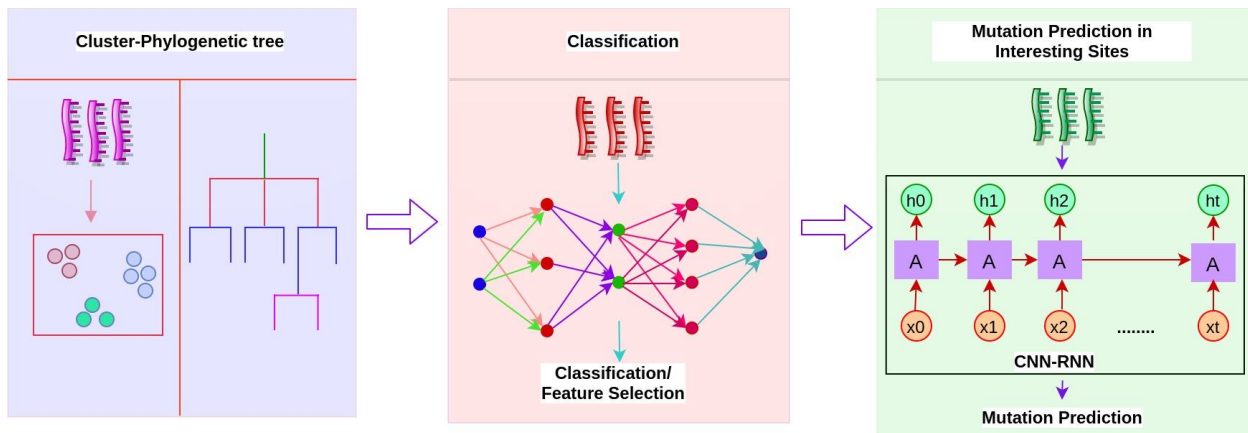 Cluster-Phylogenetic tree
Classification
Classification/
Feature Selection
Mutation Prediction in
Interesting Sites
h0 h1 h2 ht
A A A A
x0 x1 x2 ........ xt
CNN-RNN
Mutation Prediction